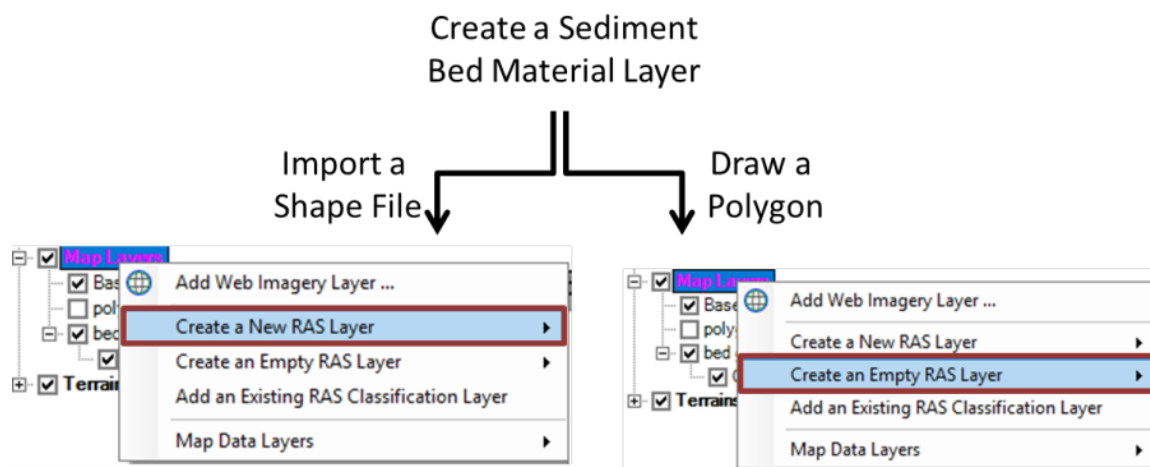 Create a Sediment
Bed Material Layer
Import a
Shape File
Draw a
Polygon
Map Layers
Add Web Imagery Layer ...
Create a New RAS Layer
Create an Empty RAS Layer
Add an Existing RAS Classification Layer
Map Data Layers
Map Layers
Base
Add Web Imagery Layer ...
Create a New RAS Layer
bed
Create an Empty RAS Layer
Terrains
Add an Existing RAS Classification Layer
Map Data Layers